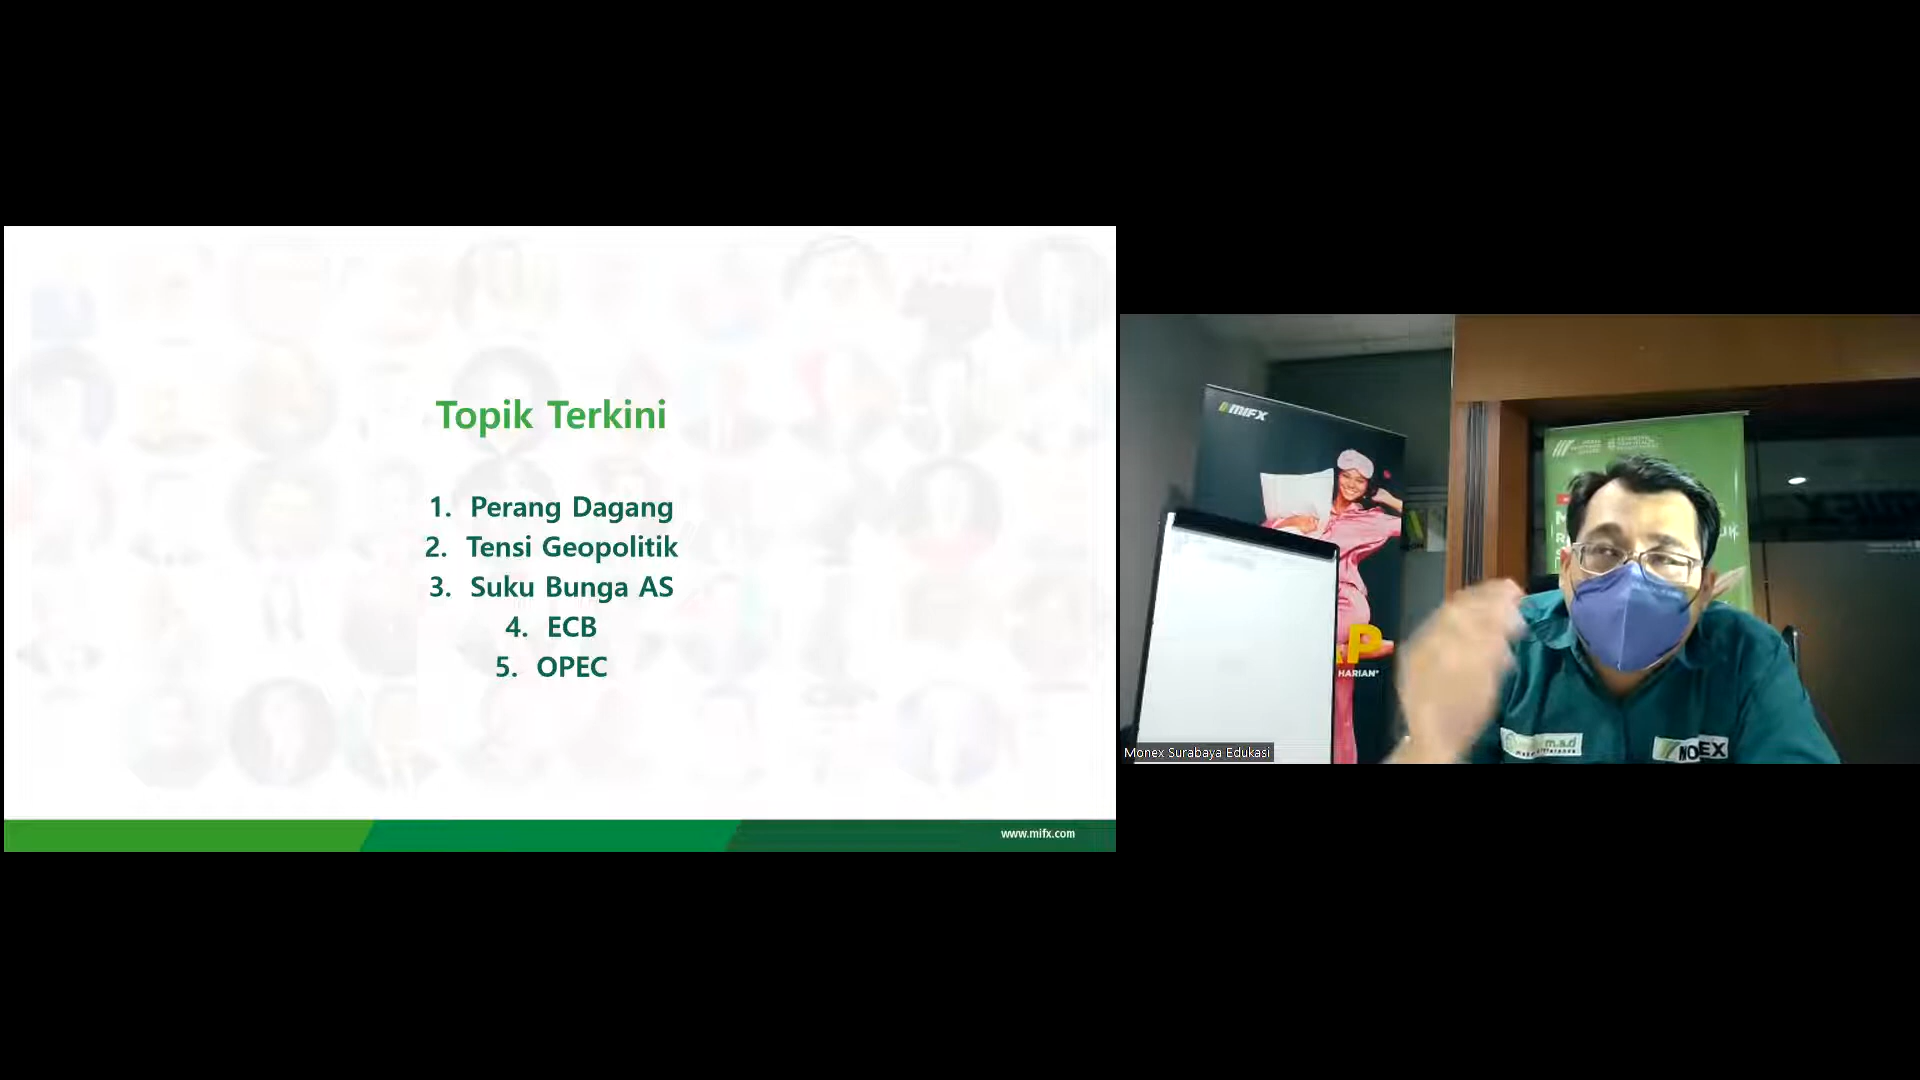 Topik Terkini
1. Perang Dagang
2. Tensi Geopolitik
3. Suku Bunga AS
4. ECB
5. OPEC
www.mifx.com
MIFX
HARIAN"
m.a.d
MONEX
Monex Surabaya Edukasi